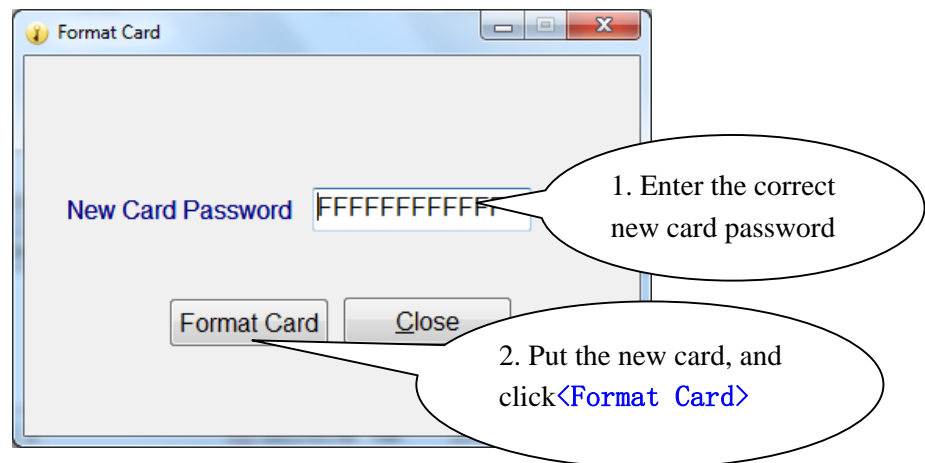 Format Card
New Card Password FFFFFFFFFFFF
1. Enter the correct
new card password
Format Card Close
2. Put the new card, and
click<Format Card>